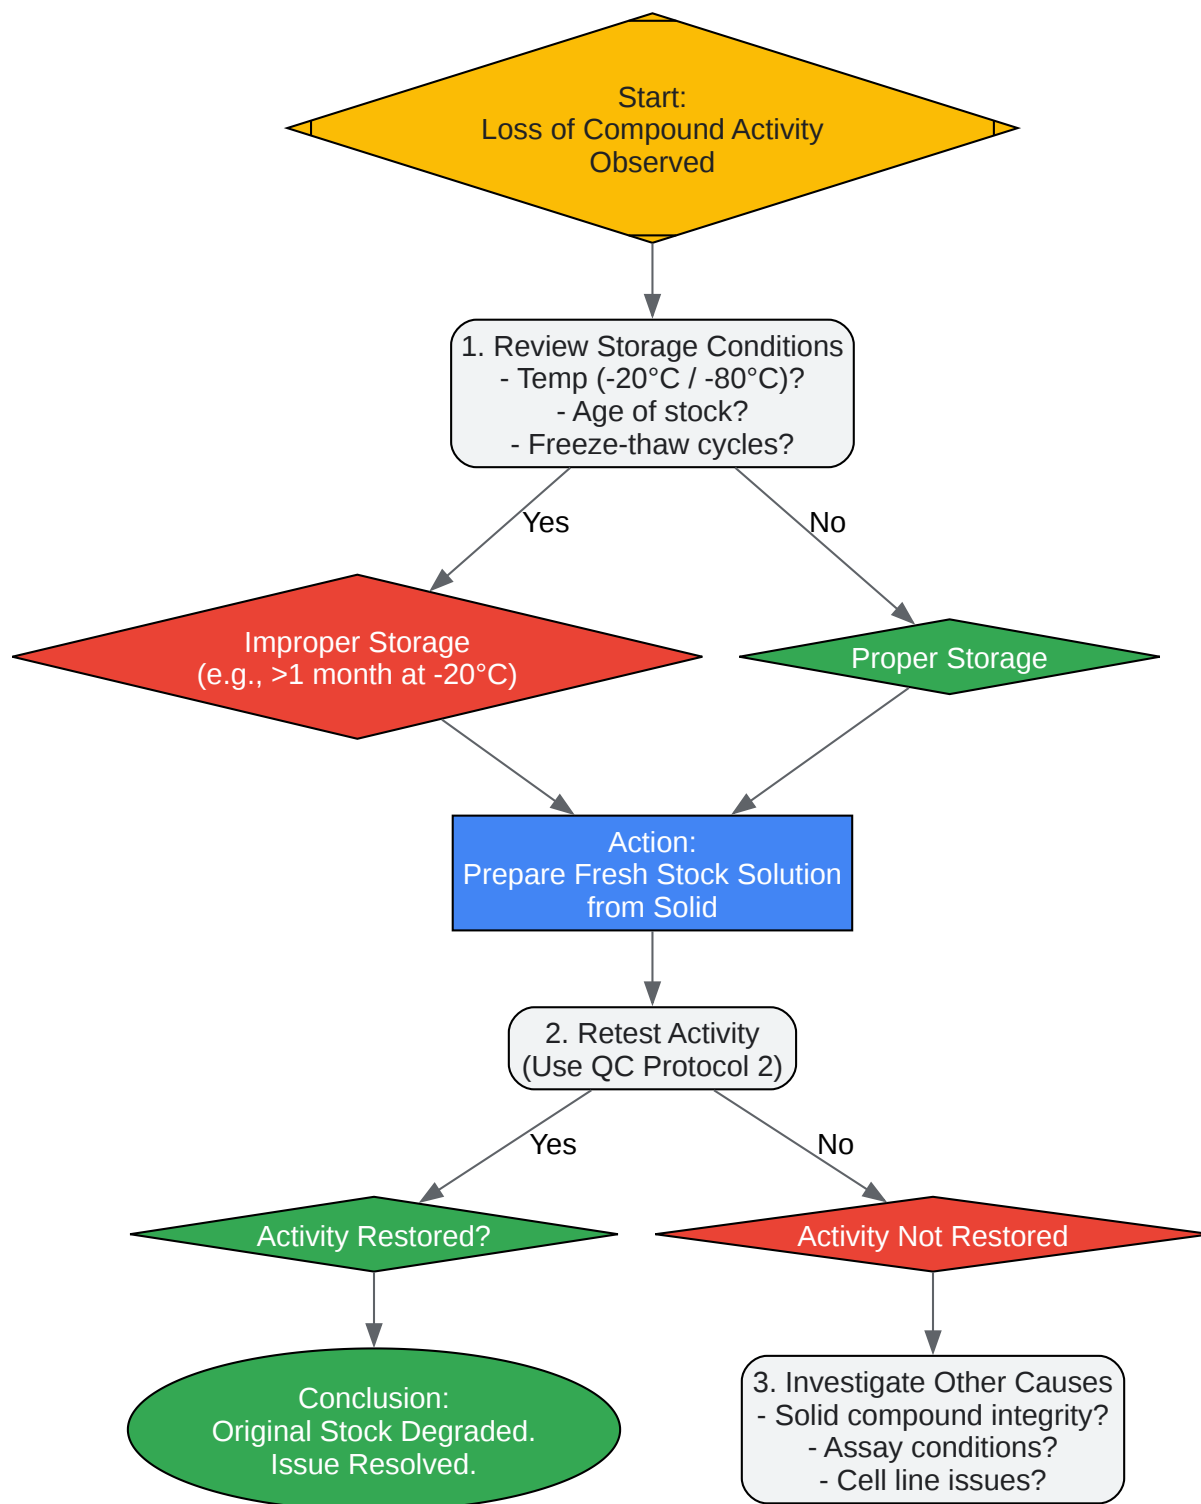 Start:
Loss of Compound Activity
Observed
1. Review Storage Conditions
- Temp (-20°C / -80°C)?
- Age of stock?
- Freeze-thaw cycles?
Yes
No
Improper Storage
(e.g., >1 month at -20°C)
Proper Storage
Action:
Prepare Fresh Stock Solution
from Solid
2. Retest Activity
(Use QC Protocol 2)
Yes
No
Activity Restored?
Activity Not Restored
Conclusion:
Original Stock Degraded.
Issue Resolved.
3. Investigate Other Causes
- Solid compound integrity?
- Assay conditions?
- Cell line issues?